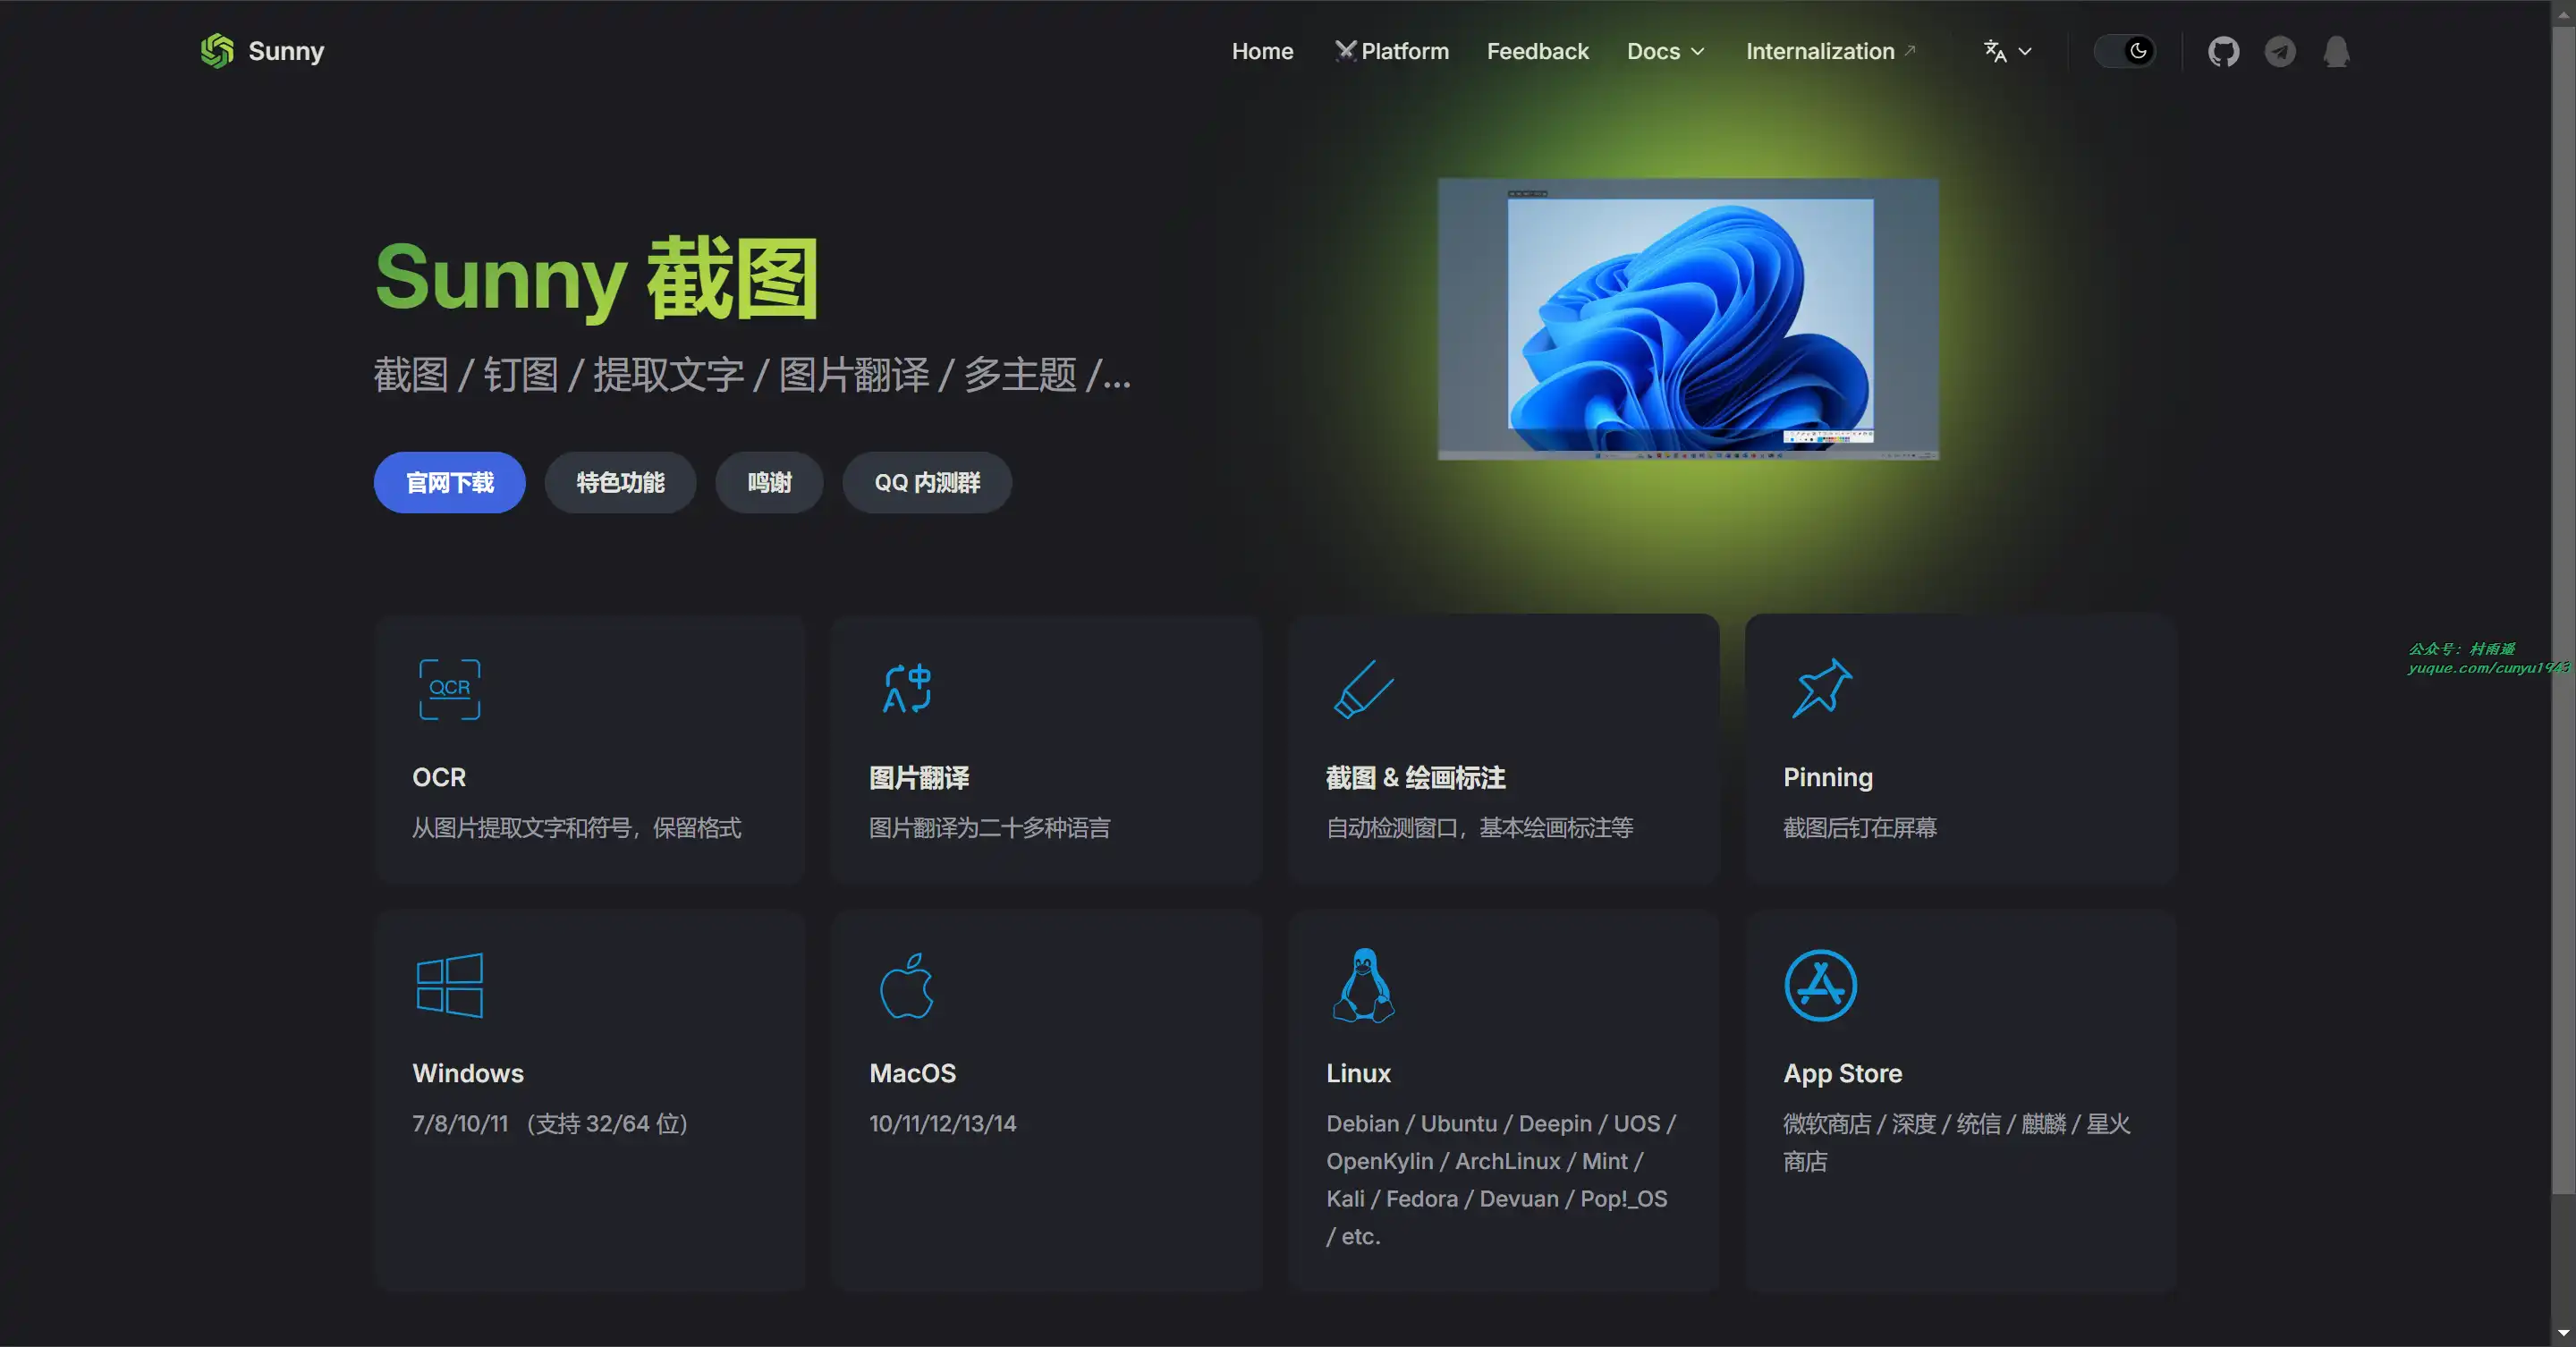 Sunny
Home
Platform
Feedback
Docs
Internalization
Sunny 截图
截图 / 钉图 / 提取文字 / 图片翻译 / 多主题 /...
官网下载
特色功能
鸣谢
QQ 内测群
OCR
OCR
从图片提取文字和符号，保留格式
图片翻译
图片翻译为二十多种语言
截图 & 绘画标注
自动检测窗口，基本绘画标注等
Pinning
截图后钉在屏幕
公众号：村雨遥
yuque.com/cunyu1943
Windows
7/8/10/11 （支持 32/64 位）
MacOS
10/11/12/13/14
Linux
Debian / Ubuntu / Deepin / UOS /
OpenKylin / ArchLinux / Mint /
Kali / Fedora / Devuan / Pop!_OS
/ etc.
App Store
微软商店 / 深度 / 统信 / 麒麟 / 星火
商店